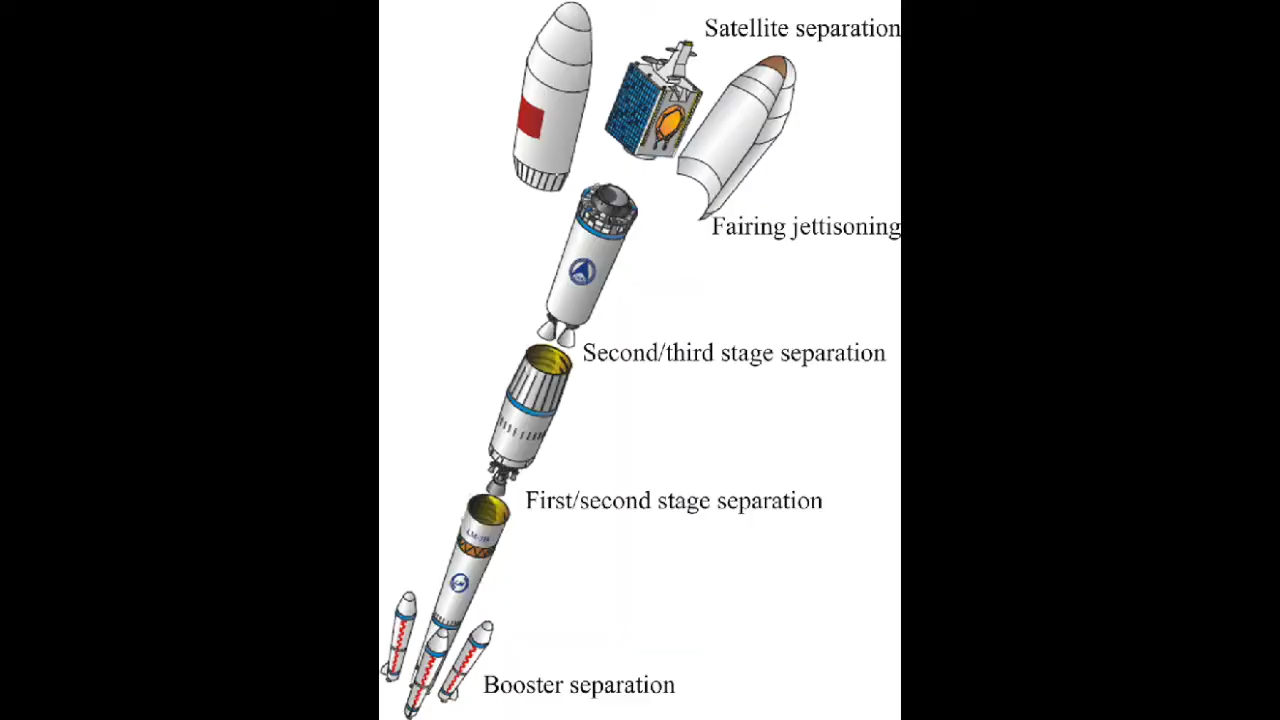 Satellite separation
Fairing jettisoning
Second/third stage separation
First/second stage separation
Booster separation